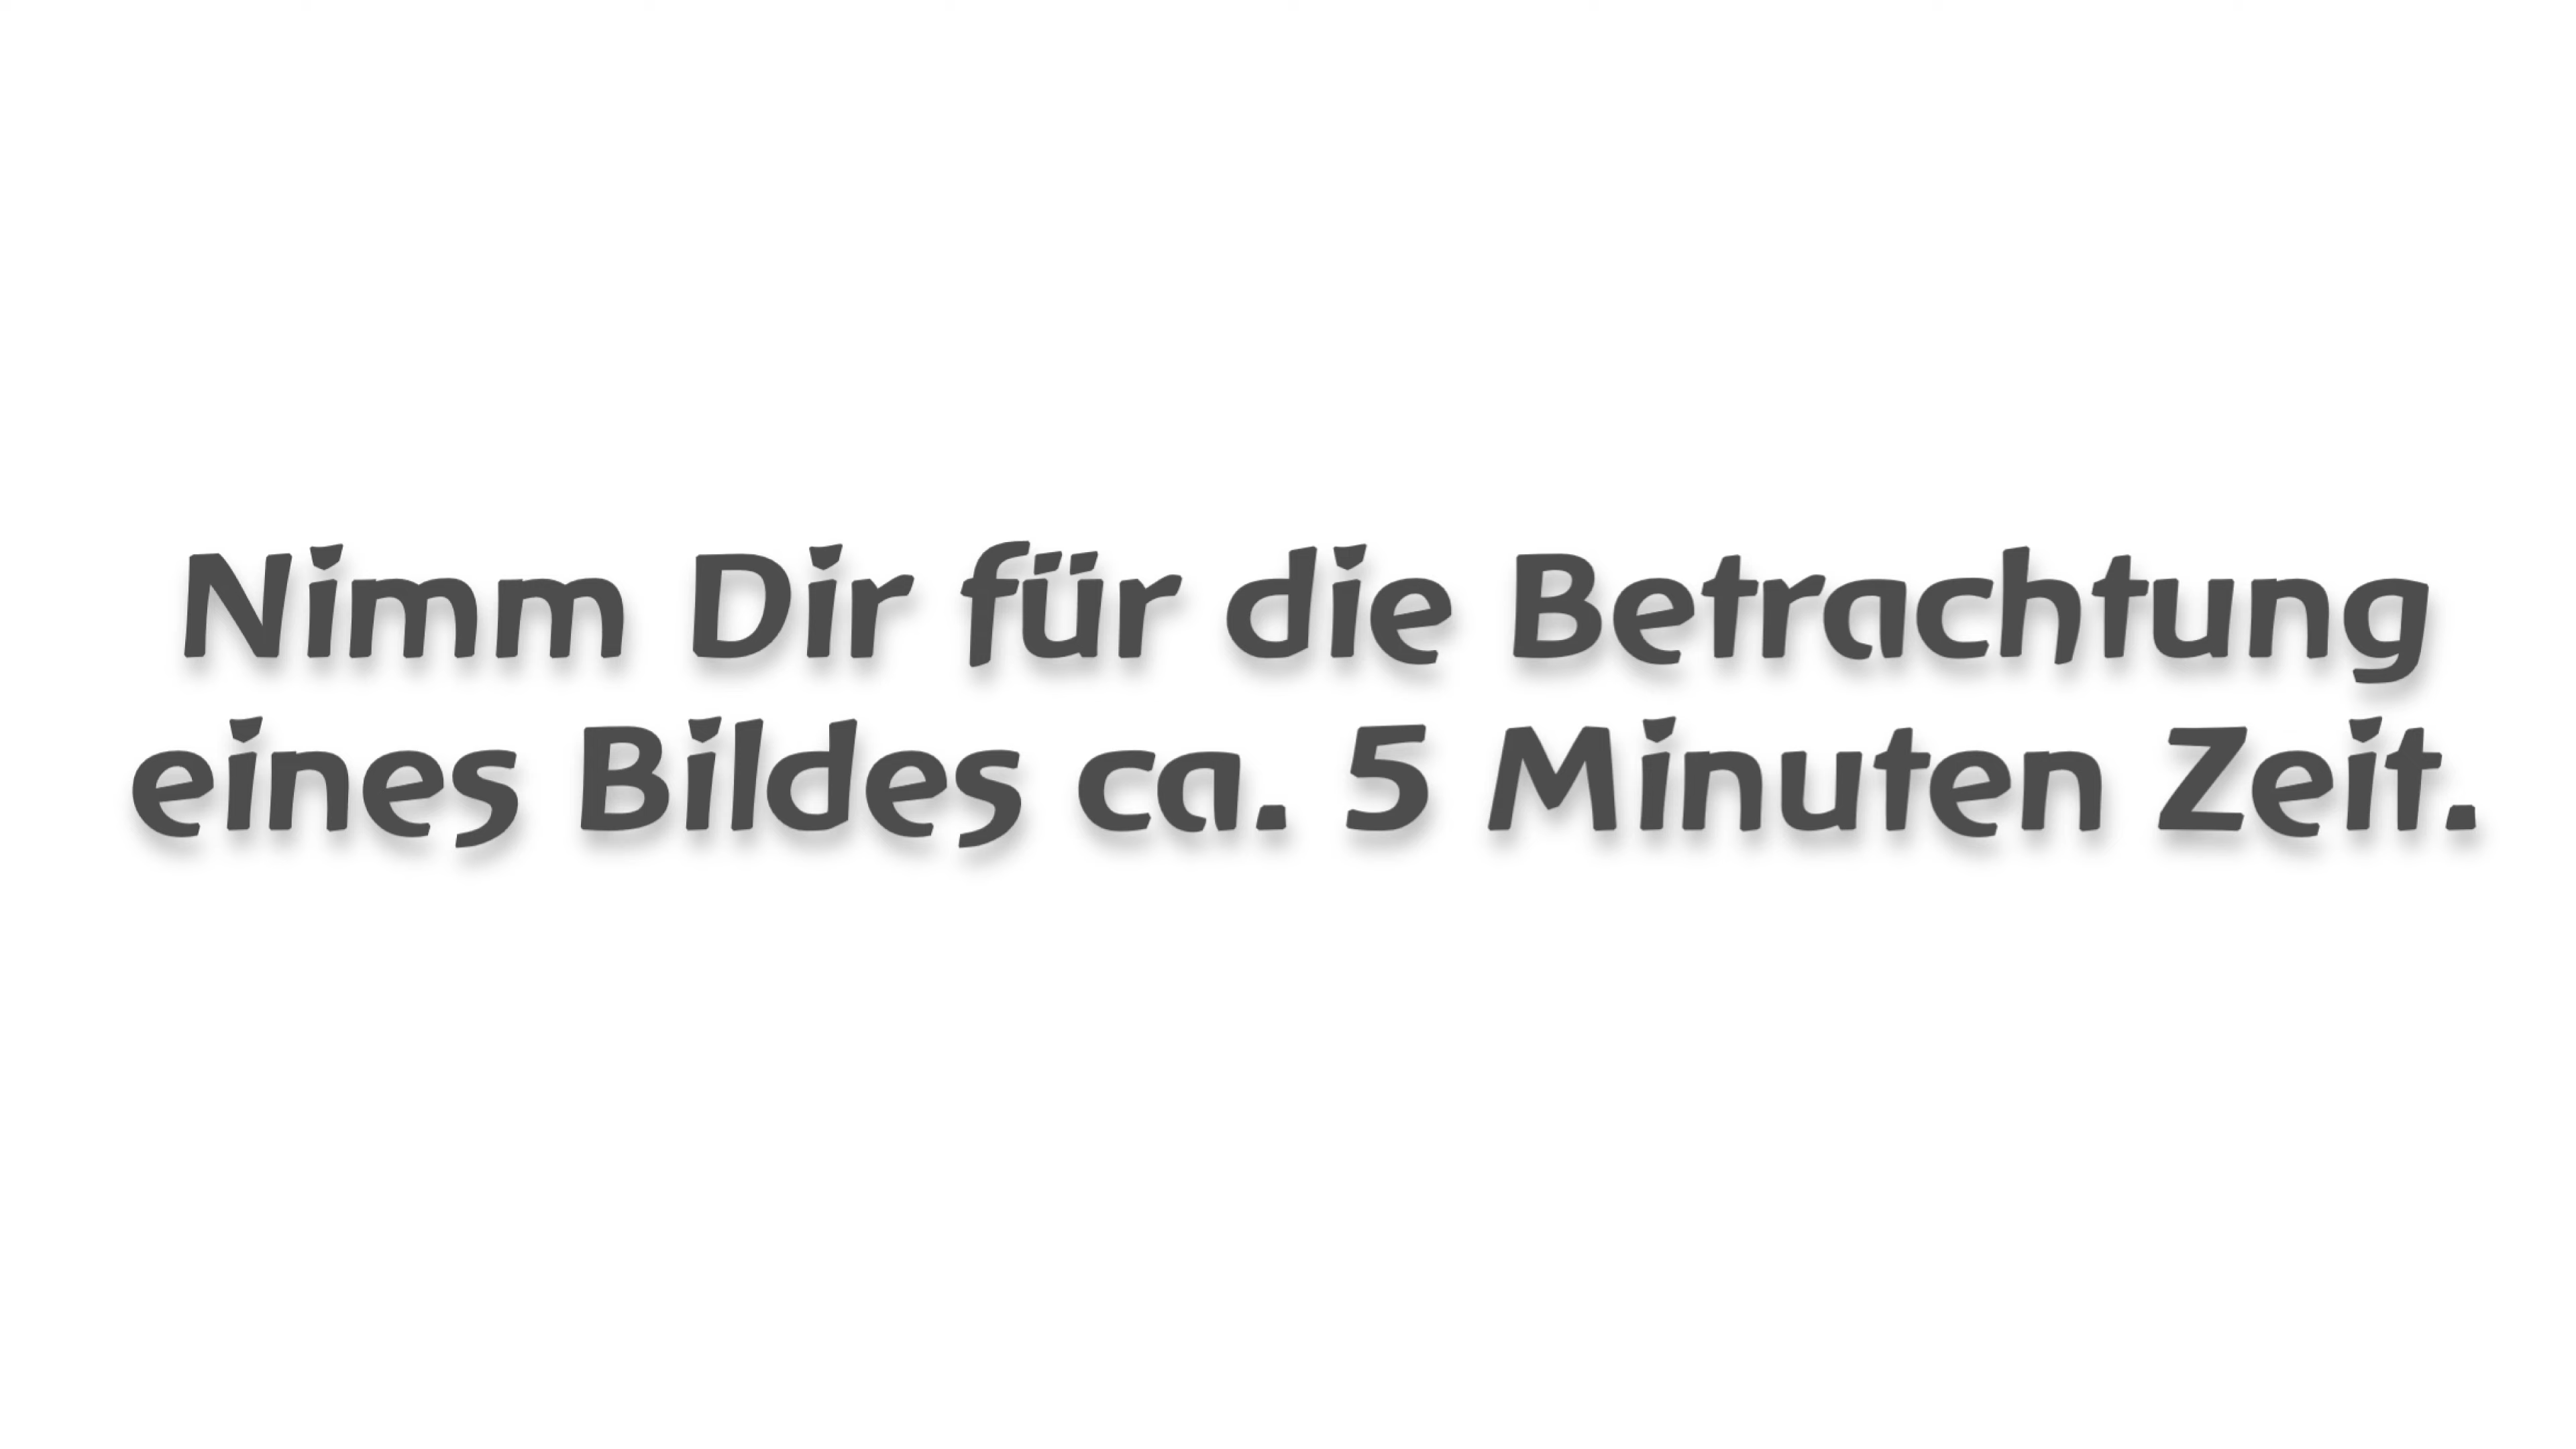 Nimm Dir für die Betrachtung
eines Bildes ca. 5 Minuten Zeit.